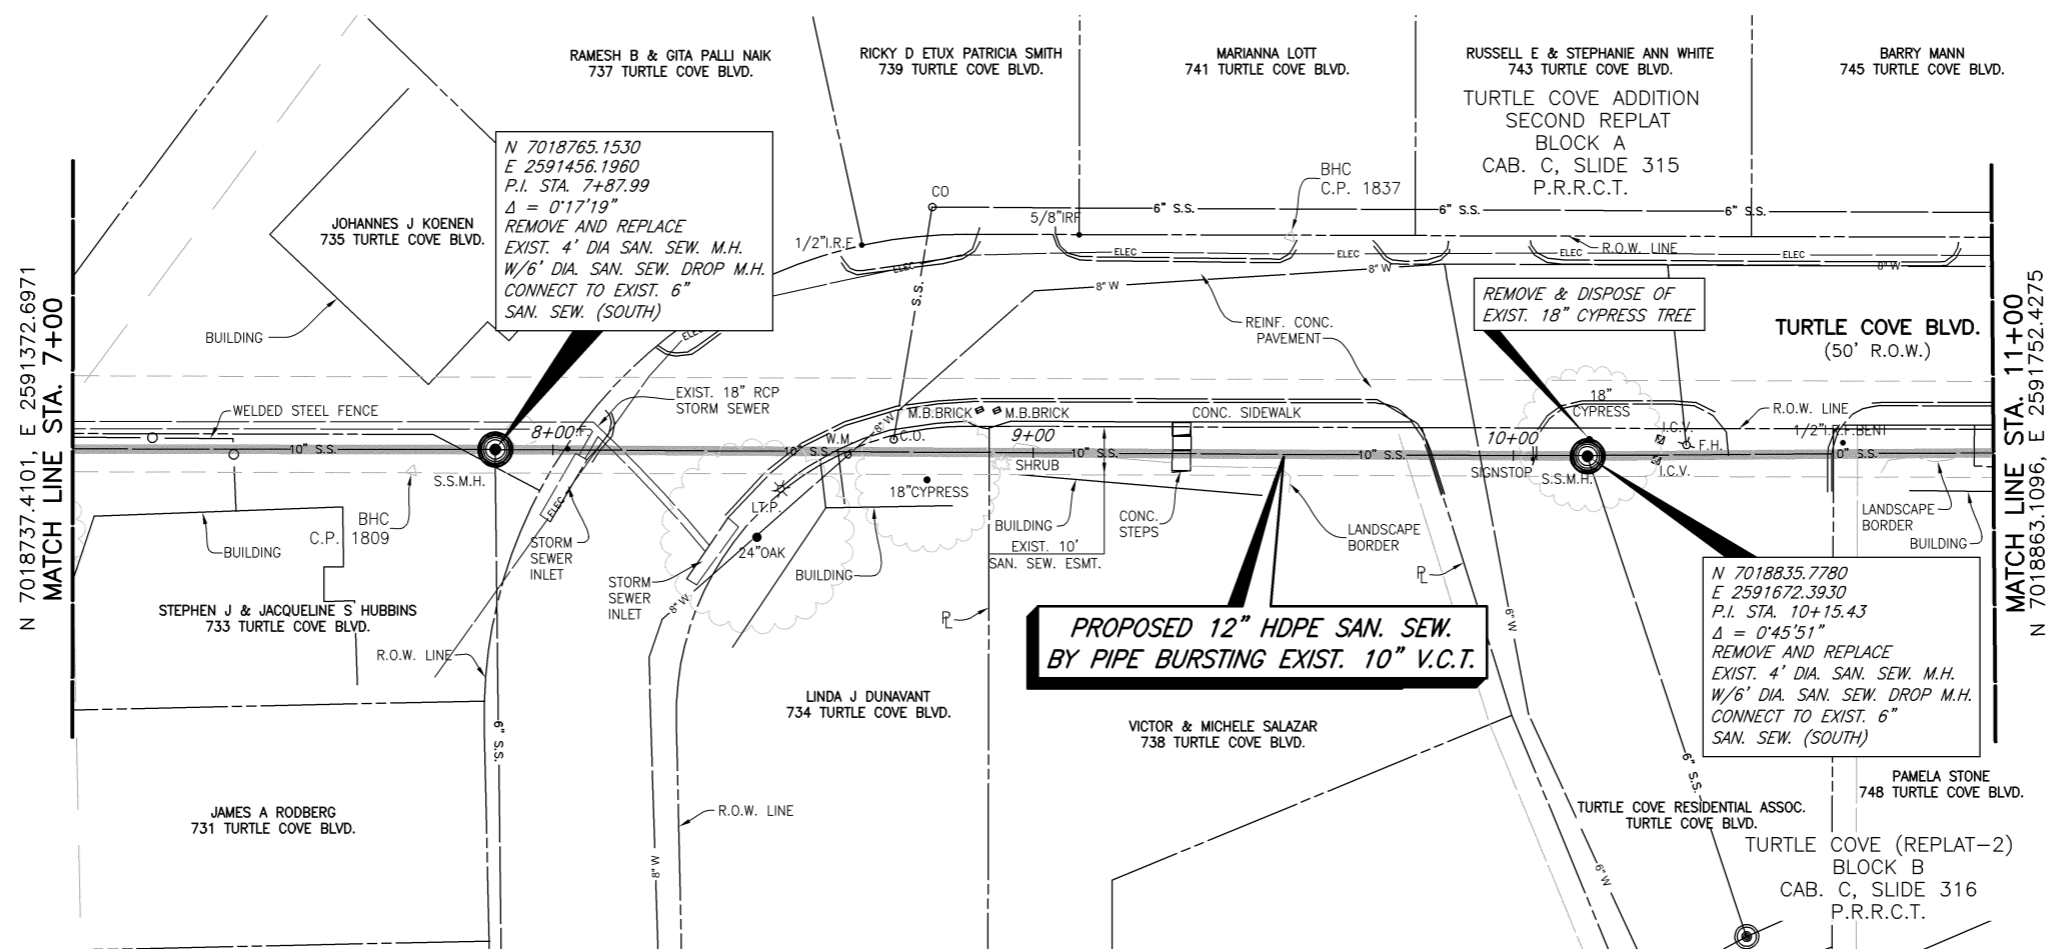 RAMESH B & GITA PALLI NAIK
737 TURTLE COVE BLVD.
RICKY D ETUX PATRICIA SMITH
739 TURTLE COVE BLVD.
MARIANNA LOTT
741 TURTLE COVE BLVD.
RUSSELL E & STEPHANIE ANN WHITE
743 TURTLE COVE BLVD.
BARRY MANN
745 TURTLE COVE BLVD.
TURTLE COVE ADDITION
SECOND REPLAT
BLOCK A
CAB. C, SLIDE 315
P.R.R.C.T.
N 7018765.1530
E 2591456.1960
P.I. STA. 7+87.99
Δ = 0°17'19"
REMOVE AND REPLACE
EXIST. 4' DIA SAN. SEW. M.H.
W/6' DIA. SAN. SEW. DROP M.H.
CONNECT TO EXIST. 6"
SAN. SEW. (SOUTH)
JOHANNES J KOENEN
735 TURTLE COVE BLVD.
BHC
C.P. 1837
CO
5/8"IRF
1/2"I.R.F.
6" S.S.
6" S.S.
6" S.S.
R.O.W. LINE
ELEC
ELEC
ELEC
ELEC
ELEC
ELEC
8" W
8" W
8" W
S.S.
REINF. CONC.
PAVEMENT
REMOVE & DISPOSE OF
EXIST. 18" CYPRESS TREE
TURTLE COVE BLVD.
(50' R.O.W.)
BUILDING
N 7018737.4101, E 2591372.6971
MATCH LINE STA. 7+00
MATCH LINE STA. 11+00
N 7018863.1096, E 2591752.4275
WELDED STEEL FENCE
EXIST. 18" RCP
STORM SEWER
8+00
10" S.S.
S.S.M.H.
W.M.
10" S.S.
8" W
C.O.
M.B.BRICK
M.B.BRICK
9+00
SHRUB
10" S.S.
CONC. SIDEWALK
10" S.S.
10+00
SIGNSTOP
S.S.M.H.
18"
CYPRESS
I.C.V.
I.C.V.
F.H.
R.O.W. LINE
1/2"I.R.F.BENT
0" S.S.
LANDSCAPE
BORDER
BUILDING
BHC
C.P. 1809
BUILDING
ELEC
STORM
SEWER
INLET
STORM
SEWER
INLET
LT.P.
24"OAK
18"CYPRESS
BUILDING
BUILDING
EXIST. 10'
SAN. SEW. ESMT.
CONC.
STEPS
LANDSCAPE
BORDER
PL
PL
8" W
6" W
PROPOSED 12" HDPE SAN. SEW.
BY PIPE BURSTING EXIST. 10" V.C.T.
N 7018835.7780
E 2591672.3930
P.I. STA. 10+15.43
Δ = 0°45'51"
REMOVE AND REPLACE
EXIST. 4' DIA. SAN. SEW. M.H.
W/6' DIA. SAN. SEW. DROP M.H.
CONNECT TO EXIST. 6"
SAN. SEW. (SOUTH)
STEPHEN J & JACQUELINE S HUBBINS
733 TURTLE COVE BLVD.
R.O.W. LINE
6" S.S.
LINDA J DUNAVANT
734 TURTLE COVE BLVD.
VICTOR & MICHELE SALAZAR
738 TURTLE COVE BLVD.
6" S.S.
PAMELA STONE
748 TURTLE COVE BLVD.
JAMES A RODBERG
731 TURTLE COVE BLVD.
R.O.W. LINE
8" W
6" W
TURTLE COVE RESIDENTIAL ASSOC.
TURTLE COVE BLVD.
TURTLE COVE (REPLAT-2)
BLOCK B
CAB. C, SLIDE 316
P.R.R.C.T.